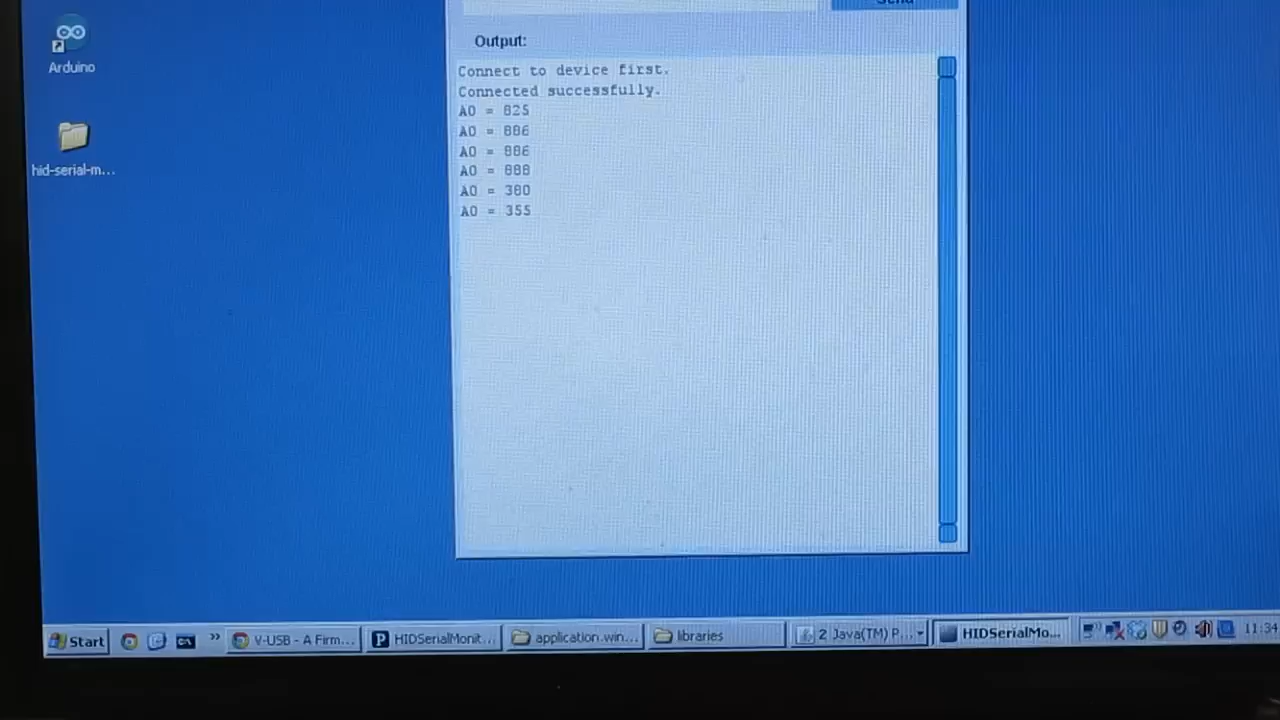 Send
Arduino
Output:
Connect to device first.
Connected successfully.
A0 = 825
A0 = 886
A0 = 886
A0 = 888
A0 = 380
A0 = 355
hid-serial-m...
Start
V-USB - A Firm...
HIDSerialMonit...
application.win...
libraries
2 Java(TM) P...
HIDSerialMo...
11:34